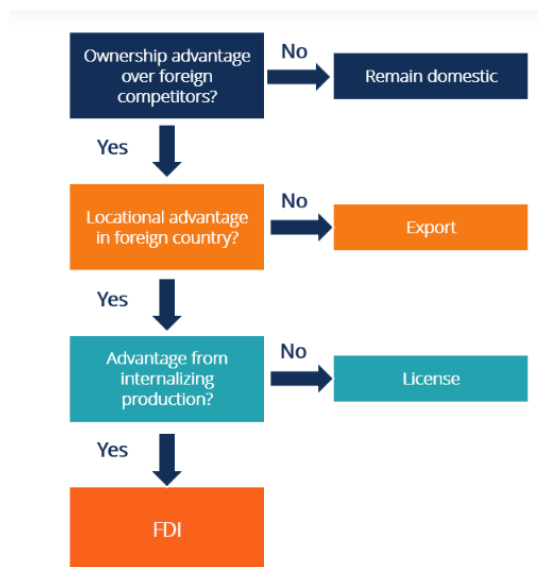 Ownership advantage
over foreign
competitors?
No
Remain domestic
Yes
Locational advantage
in foreign country?
No
Export
Yes
Advantage from
internalizing
production?
No
License
Yes
FDI